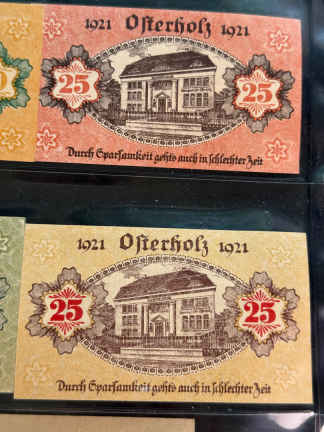 1921 Osterholz 1921
25 25
Durch Sparsamkeit gehts auch in schlechter Zeit
1921 Osterholz 1921
25 25
Durch Sparsamkeit gehts auch in schlechter Zeit